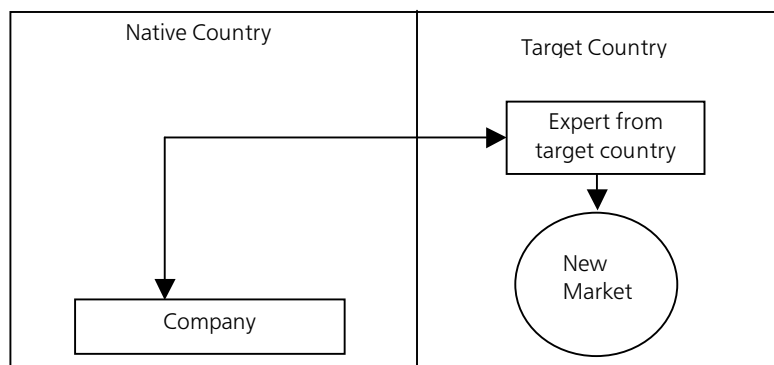 Native Country
Target Country
Expert from
target country
New
Market
Company